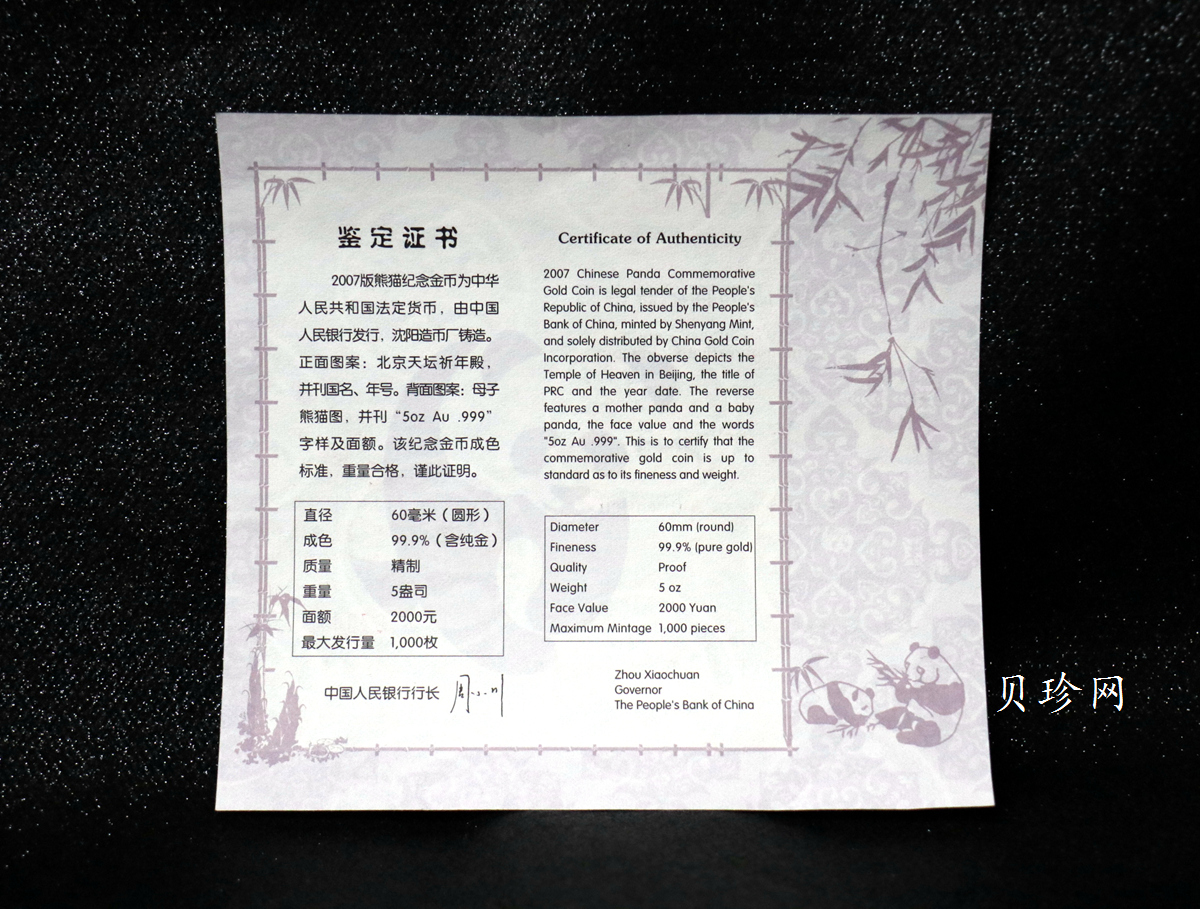 鉴定证书
2007版熊猫纪念金币为中华
人民共和国法定货币，由中国
人民银行发行，沈阳造币厂铸造。
正面图案：北京天坛祈年殿，
并刊国名、年号。背面图案：母子
熊猫图，并刊“5oz Au .999”
字样及面额。该纪念金币成色
标准，重量合格，谨此证明。
直径 60毫米（圆形）
成色 99.9%（含纯金）
质量 精制
重量 5盎司
面额 2000元
最大发行量 1,000枚
中国人民银行行长 周小川
Certificate of Authenticity
2007 Chinese Panda Commemorative
Gold Coin is legal tender of the People's
Republic of China, issued by the People's
Bank of China, minted by Shenyang Mint,
and solely distributed by China Gold Coin
Incorporation. The obverse depicts the
Temple of Heaven in Beijing, the title of
PRC and the year date. The reverse
features a mother panda and a baby
panda, the face value and the words
"5oz Au .999". This is to certify that the
commemorative gold coin is up to
standard as to its fineness and weight.
Diameter 60mm (round)
Fineness 99.9% (pure gold)
Quality Proof
Weight 5 oz
Face Value 2000 Yuan
Maximum Mintage 1,000 pieces
Zhou Xiaochuan
Governor
The People's Bank of China
贝珍网